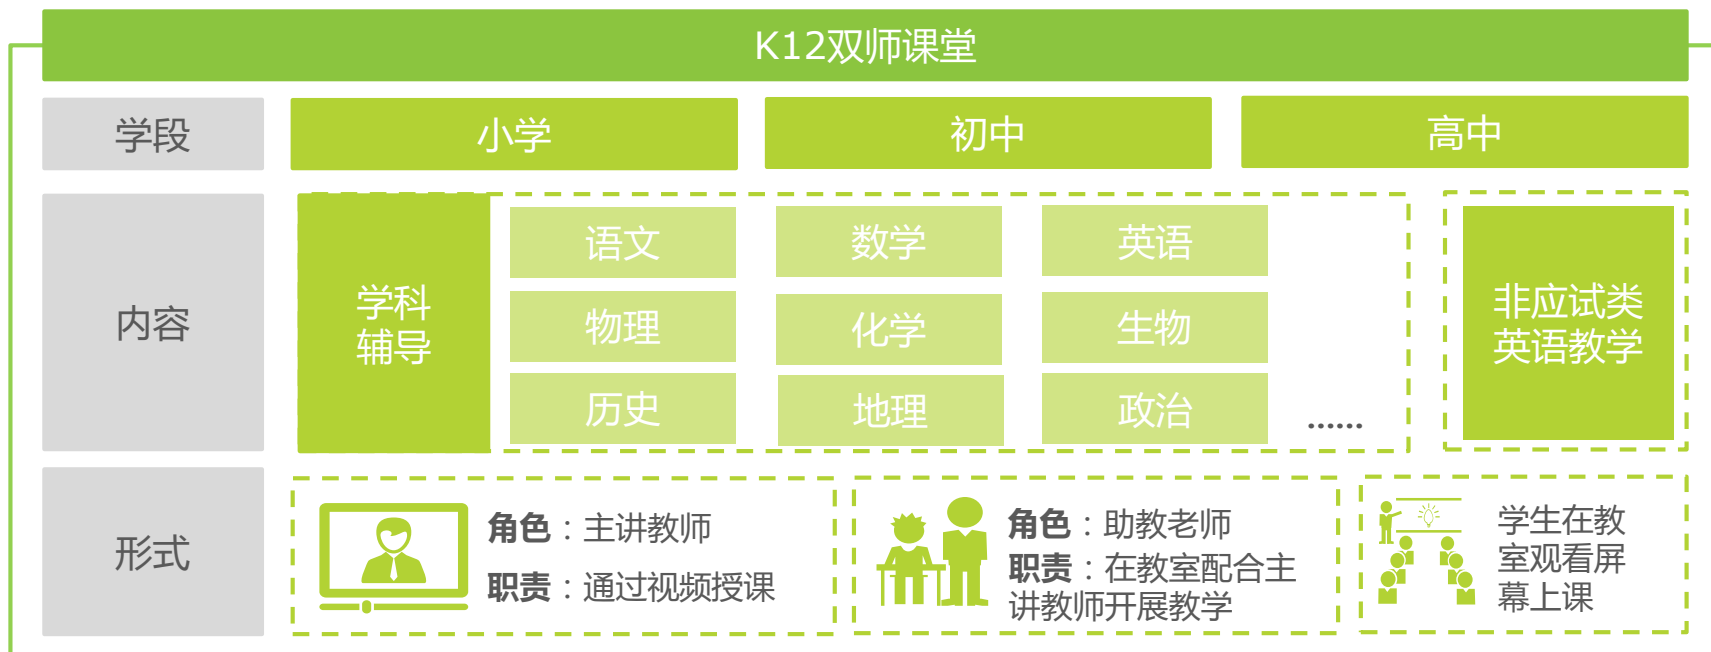 K12双师课堂
学段
小学
初中
高中
内容
学科
辅导
语文
数学
英语
物理
化学
生物
历史
地理
政治
……
非应试类
英语教学
形式
角色：主讲教师
职责：通过视频授课
角色：助教老师
职责：在教室配合主
讲教师开展教学
学生在教
室观看屏
幕上课